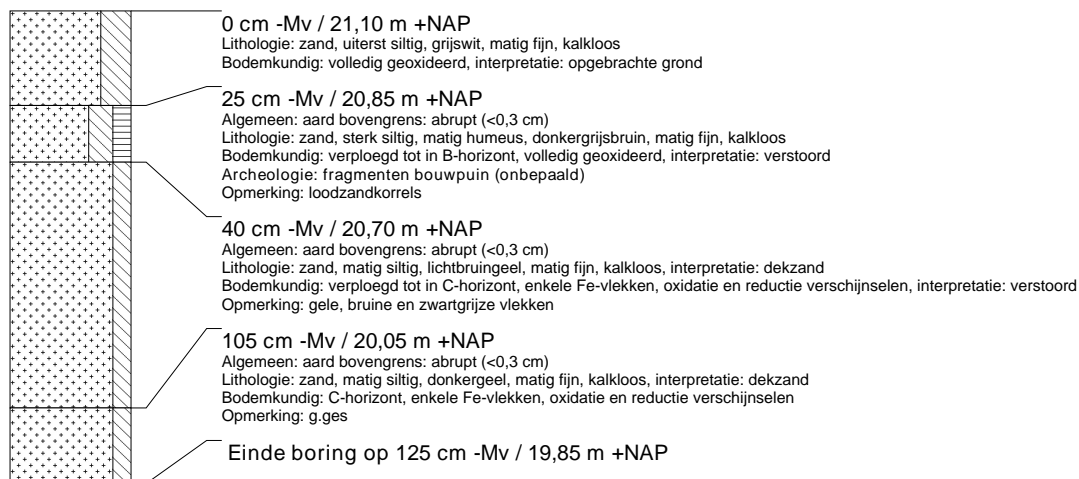 0 cm -Mv / 21,10 m +NAP
Lithologie: zand, uiterst siltig, grijswit, matig fijn, kalkloos
Bodemkundig: volledig geoxideerd, interpretatie: opgebrachte grond
25 cm -Mv / 20,85 m +NAP
Algemeen: aard bovengrens: abrupt (<0,3 cm)
Lithologie: zand, sterk siltig, matig humeus, donkergrijsbruin, matig fijn, kalkloos
Bodemkundig: verploegd tot in B-horizont, volledig geoxideerd, interpretatie: verstoord
Archeologie: fragmenten bouwpuin (onbepaald)
Opmerking: loodzandkorrels
40 cm -Mv / 20,70 m +NAP
Algemeen: aard bovengrens: abrupt (<0,3 cm)
Lithologie: zand, matig siltig, lichtbruingeel, matig fijn, kalkloos, interpretatie: dekzand
Bodemkundig: verploegd tot in C-horizont, enkele Fe-vlekken, oxidatie en reductie verschijnselen, interpretatie: verstoord
Opmerking: gele, bruine en zwartgrijze vlekken
105 cm -Mv / 20,05 m +NAP
Algemeen: aard bovengrens: abrupt (<0,3 cm)
Lithologie: zand, matig siltig, donkergeel, matig fijn, kalkloos, interpretatie: dekzand
Bodemkundig: C-horizont, enkele Fe-vlekken, oxidatie en reductie verschijnselen
Opmerking: g.ges
Einde boring op 125 cm -Mv / 19,85 m +NAP